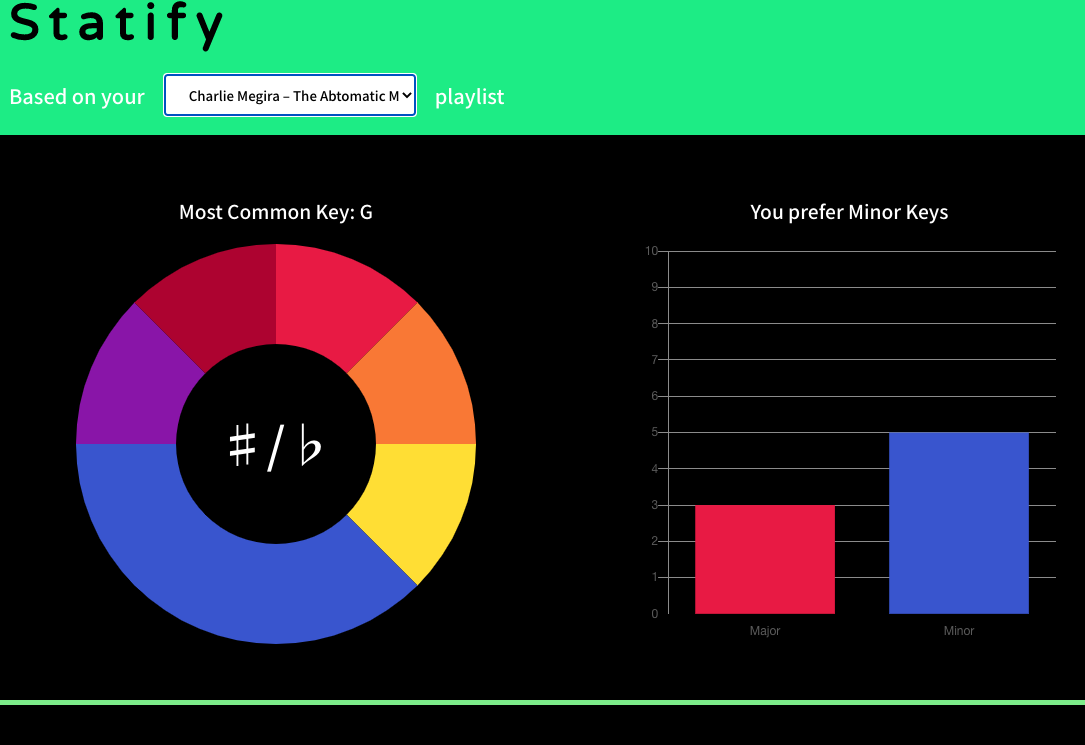 Statify
Based on your Charlie Megira – The Abtomatic M playlist
Most Common Key: G
♯/♭
You prefer Minor Keys
10
9
8
7
6
5
4
3
2
1
0
Major Minor